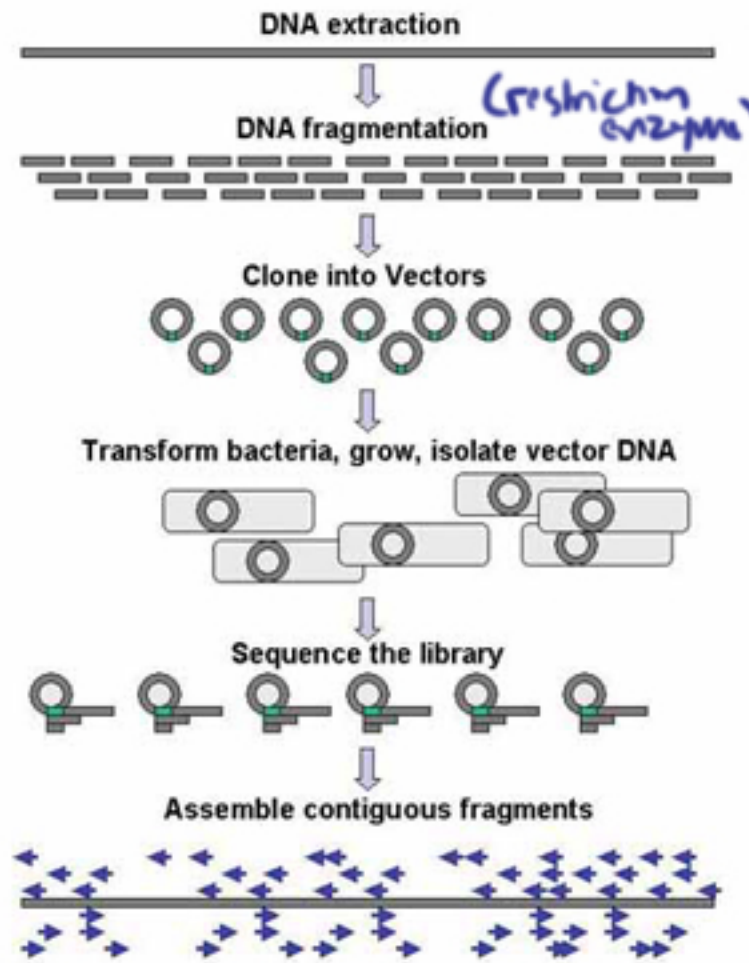 DNA extraction
(restriction
enzyme)
DNA fragmentation
Clone into Vectors
Transform bacteria, grow, isolate vector DNA
Sequence the library
Assemble contiguous fragments